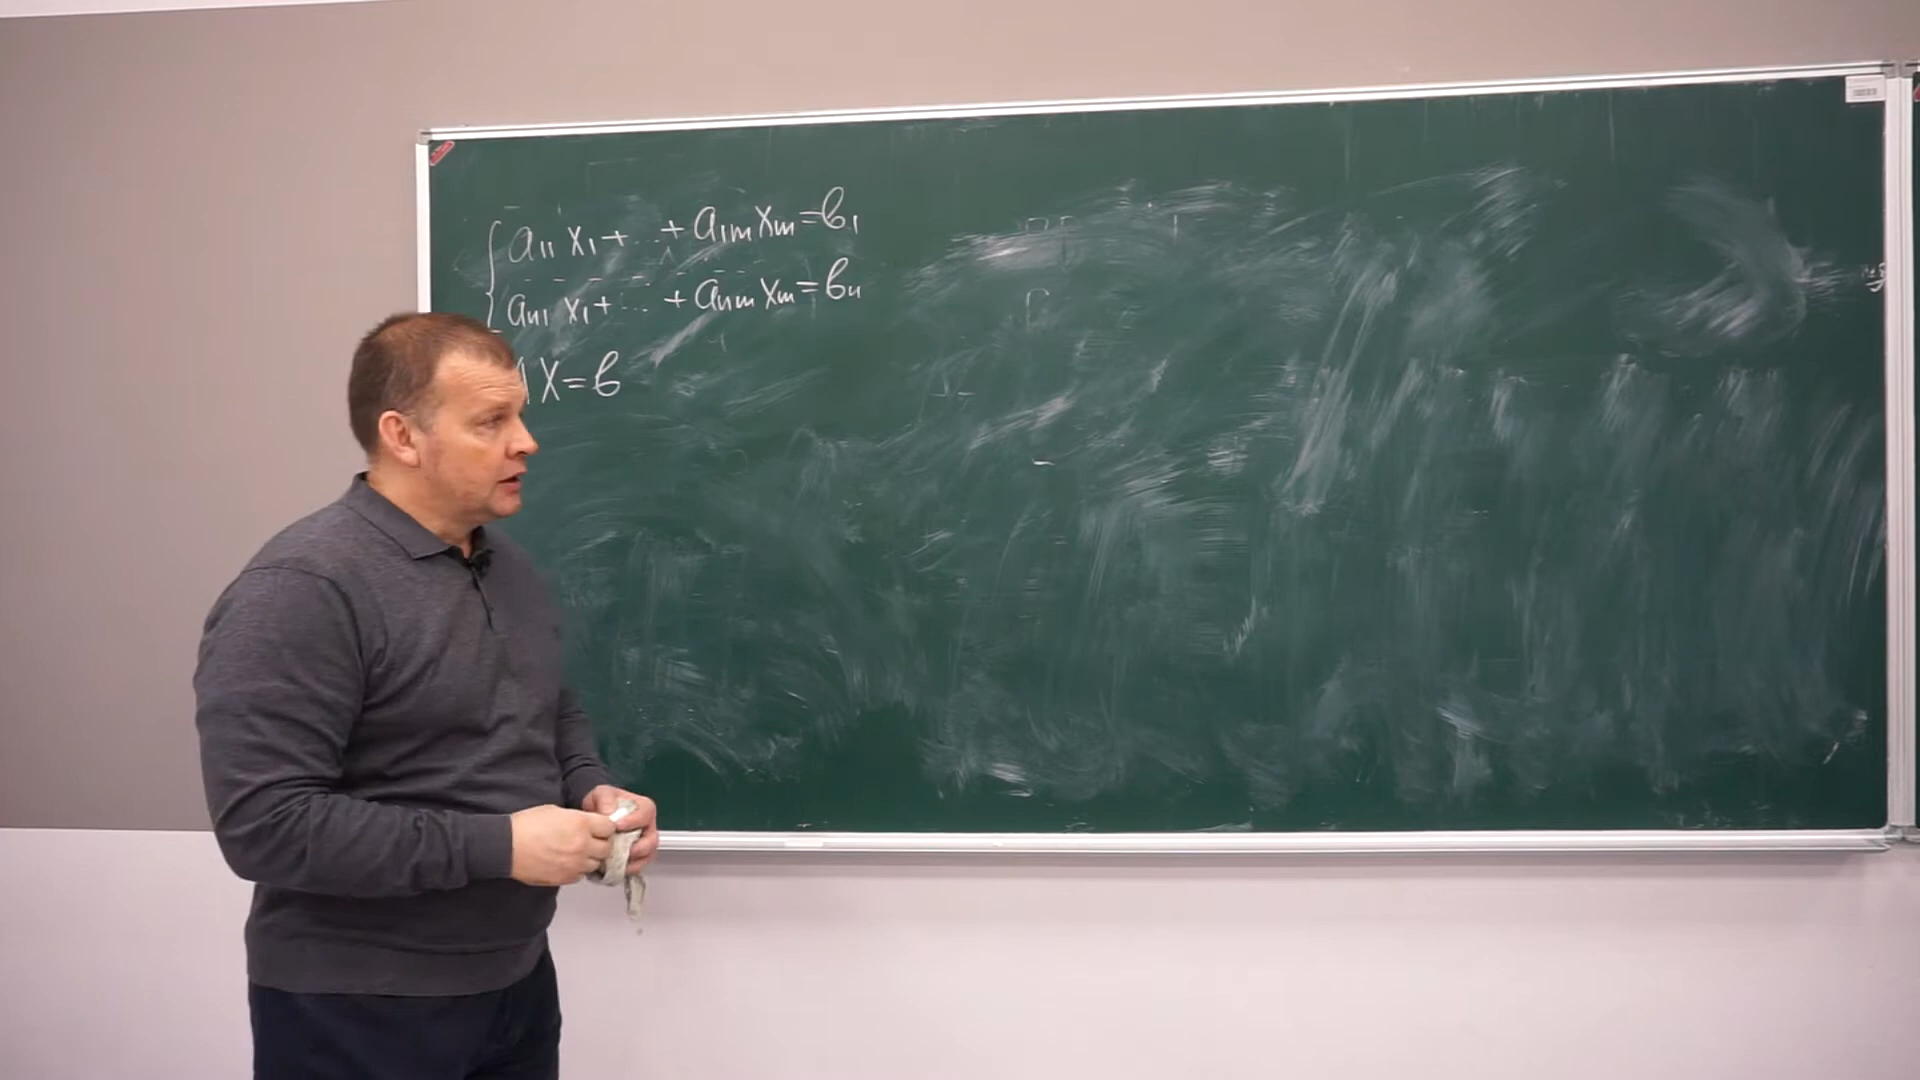 a₁₁ x₁ + ... + a₁m xm = b₁
- - - - - - - -
an₁ x₁ + ... + anm xm = bn
AX = b